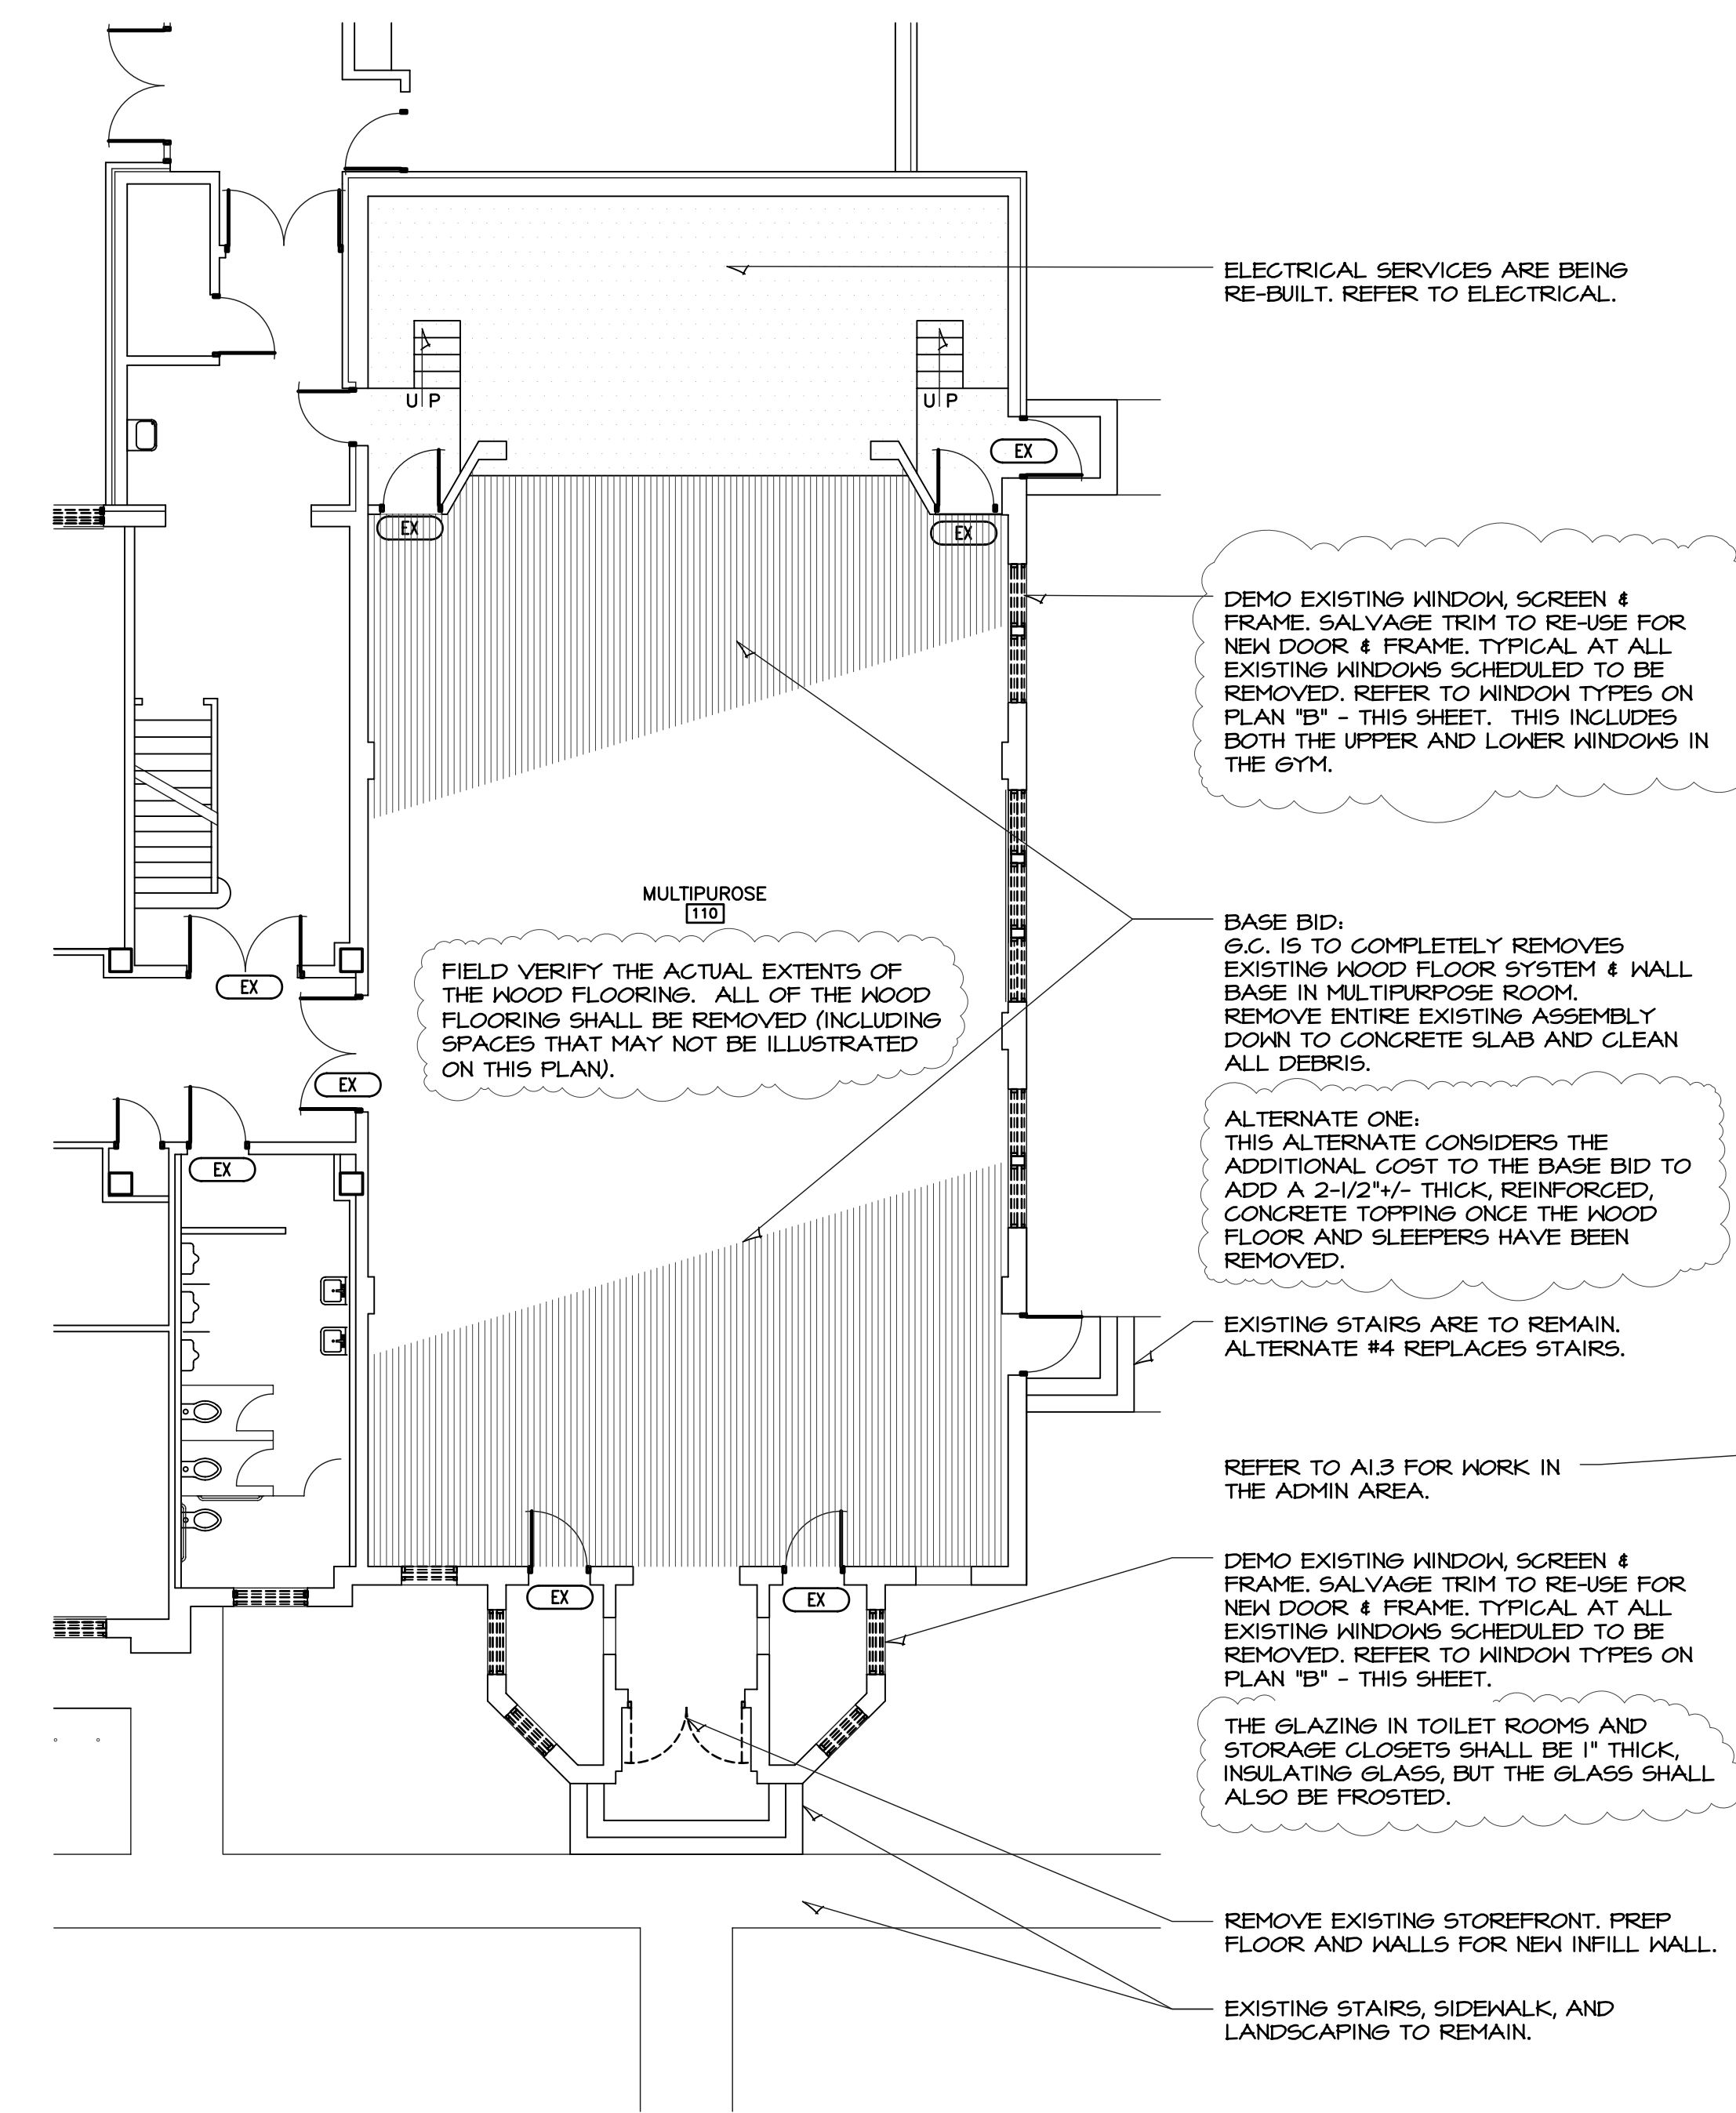 ELECTRICAL SERVICES ARE BEING
RE-BUILT. REFER TO ELECTRICAL.
UP
UP
EX
EX
EX
DEMO EXISTING WINDOW, SCREEN &
FRAME. SALVAGE TRIM TO RE-USE FOR
NEW DOOR & FRAME. TYPICAL AT ALL
EXISTING WINDOWS SCHEDULED TO BE
REMOVED. REFER TO WINDOW TYPES ON
PLAN "B" - THIS SHEET. THIS INCLUDES
BOTH THE UPPER AND LOWER WINDOWS IN
THE GYM.
MULTIPUROSE
110
FIELD VERIFY THE ACTUAL EXTENTS OF
THE WOOD FLOORING. ALL OF THE WOOD
FLOORING SHALL BE REMOVED (INCLUDING
SPACES THAT MAY NOT BE ILLUSTRATED
ON THIS PLAN).
BASE BID:
G.C. IS TO COMPLETELY REMOVES
EXISTING WOOD FLOOR SYSTEM & WALL
BASE IN MULTIPURPOSE ROOM.
REMOVE ENTIRE EXISTING ASSEMBLY
DOWN TO CONCRETE SLAB AND CLEAN
ALL DEBRIS.
EX
EX
EX
ALTERNATE ONE:
THIS ALTERNATE CONSIDERS THE
ADDITIONAL COST TO THE BASE BID TO
ADD A 2-1/2"+/- THICK, REINFORCED,
CONCRETE TOPPING ONCE THE WOOD
FLOOR AND SLEEPERS HAVE BEEN
REMOVED.
EXISTING STAIRS ARE TO REMAIN.
ALTERNATE #4 REPLACES STAIRS.
REFER TO A1.3 FOR WORK IN
THE ADMIN AREA.
DEMO EXISTING WINDOW, SCREEN &
FRAME. SALVAGE TRIM TO RE-USE FOR
NEW DOOR & FRAME. TYPICAL AT ALL
EXISTING WINDOWS SCHEDULED TO BE
REMOVED. REFER TO WINDOW TYPES ON
PLAN "B" - THIS SHEET.
EX
EX
THE GLAZING IN TOILET ROOMS AND
STORAGE CLOSETS SHALL BE 1" THICK,
INSULATING GLASS, BUT THE GLASS SHALL
ALSO BE FROSTED.
REMOVE EXISTING STOREFRONT. PREP
FLOOR AND WALLS FOR NEW INFILL WALL.
EXISTING STAIRS, SIDEWALK, AND
LANDSCAPING TO REMAIN.